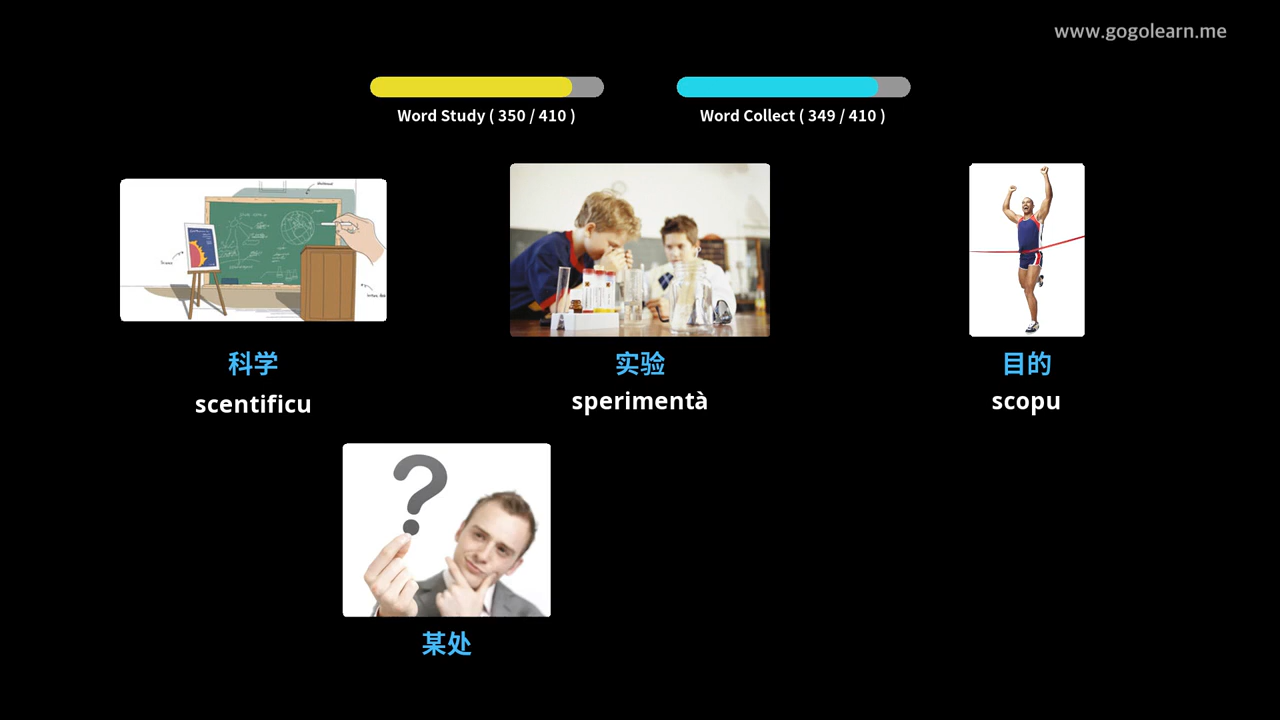 www.gogolearn.me
Word Study ( 350 / 410 )
Word Collect ( 349 / 410 )
科学
实验
目的
scentificu
sperimentà
scopu
某处